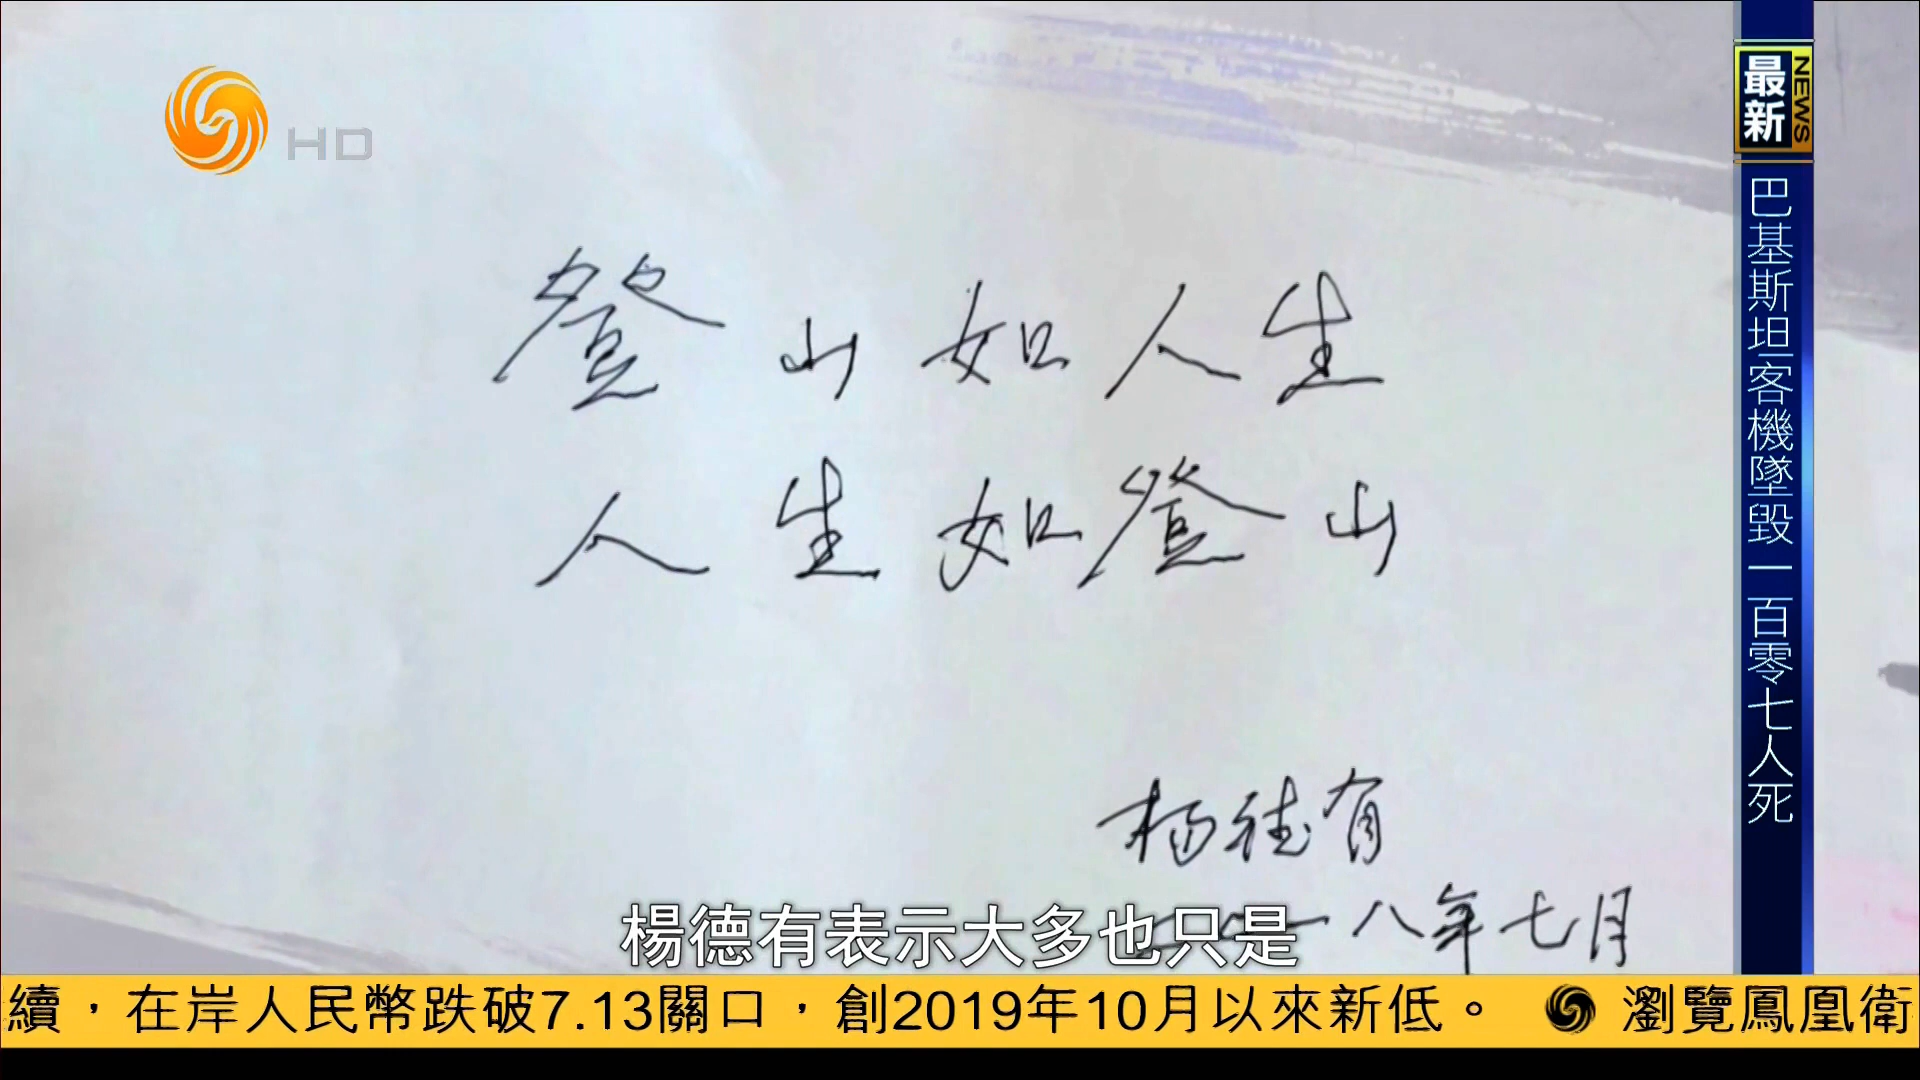 HD
登山如人生
人生如登山
杨德有
八年七月
楊德有表示大多也只是
最新
NEWS
巴基斯坦客機墜毀一百零七人死
續，在岸人民幣跌破7.13關口，創2019年10月以來新低。
瀏覽鳳凰衛